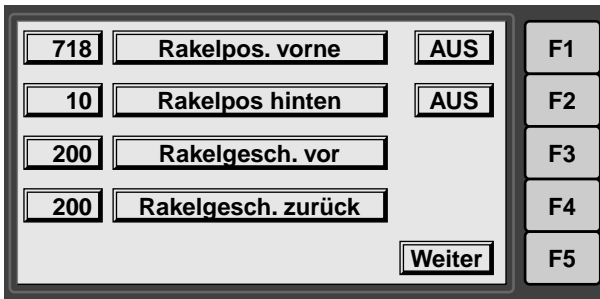 718 Rakelpos. vorne AUS F1
10 Rakelpos hinten AUS F2
200 Rakelgesch. vor F3
200 Rakelgesch. zurück F4
Weiter F5